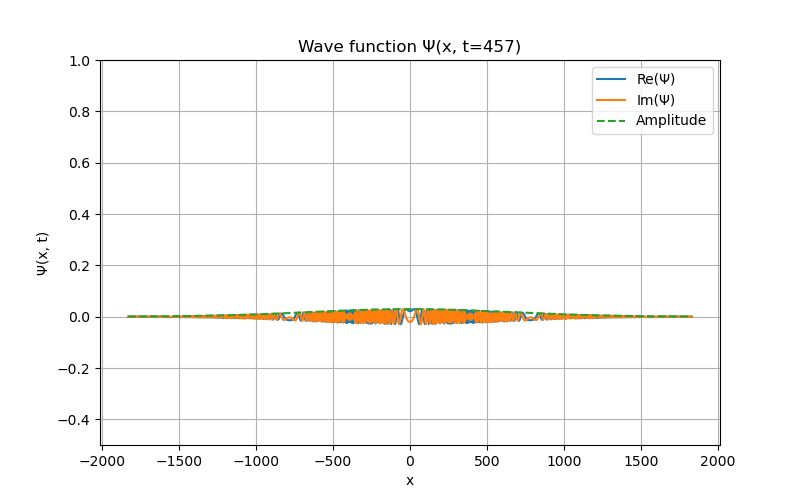 Wave function Ψ(x, t=457)
Ψ(x, t)
1.0
0.8
0.6
0.4
0.2
0.0
−0.2
−0.4
Re(Ψ)
Im(Ψ)
Amplitude
−2000 −1500 −1000 −500 0 500 1000 1500 2000
x